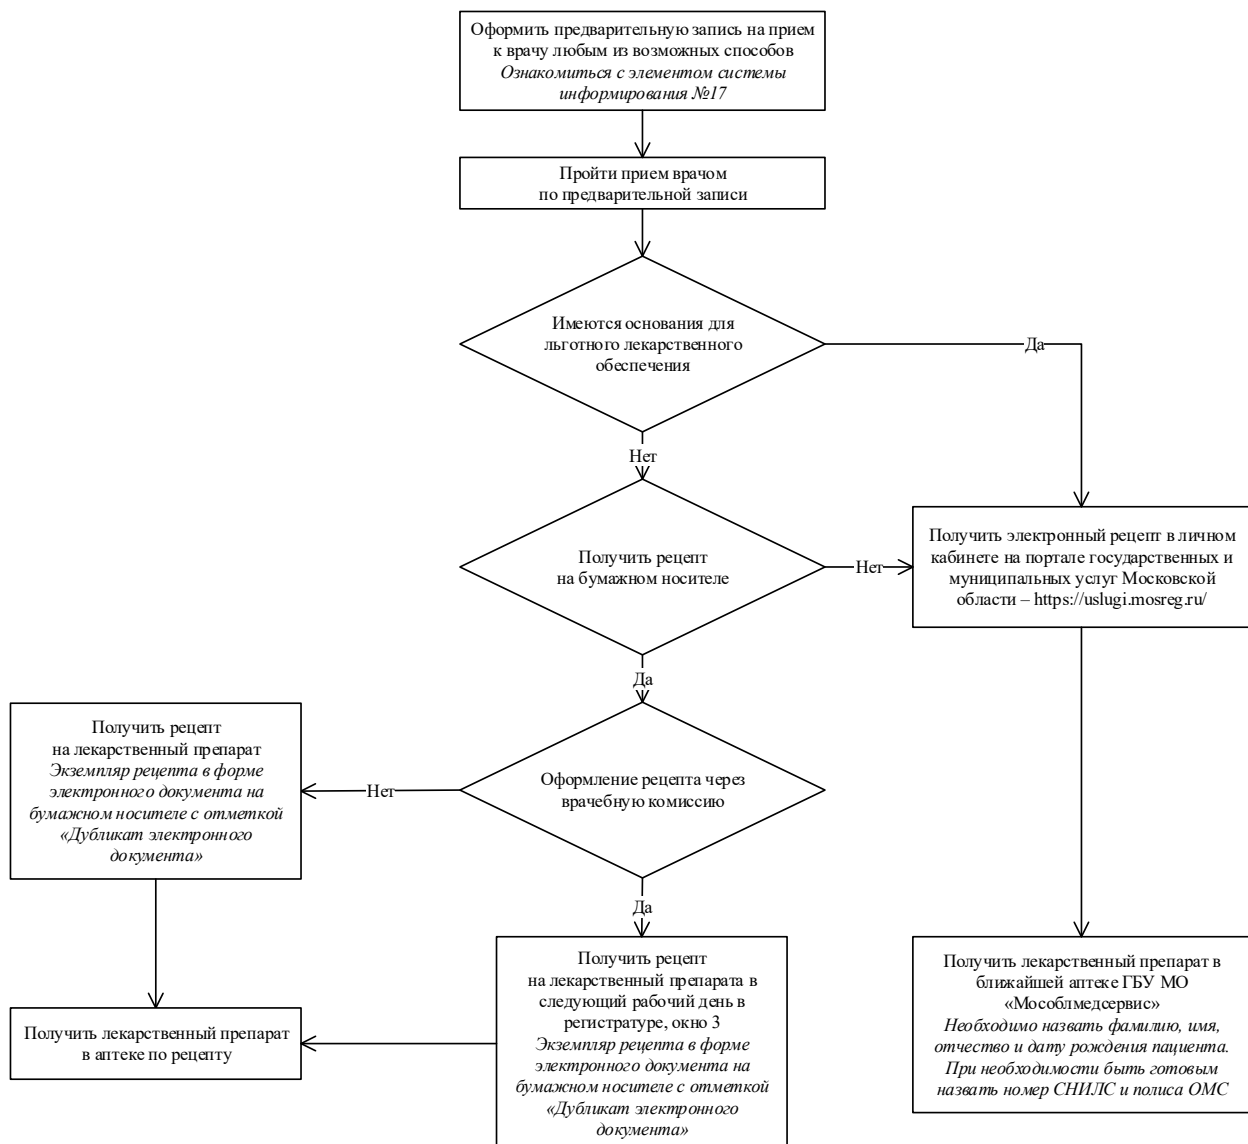 Оформить предварительную запись на прием
к врачу любым из возможных способов
Ознакомиться с элементом системы
информирования №17
Пройти прием врачом
по предварительной записи
Имеются основания для
льготного лекарственного
обеспечения
Да
Нет
Получить рецепт
на бумажном носителе
Нет
Получить электронный рецепт в личном
кабинете на портале государственных и
муниципальных услуг Московской
области – https://uslugi.mosreg.ru/
Да
Получить рецепт
на лекарственный препарат
Экземпляр рецепта в форме
электронного документа на
бумажном носителе с отметкой
«Дубликат электронного
документа»
Нет
Оформление рецепта через
врачебную комиссию
Да
Получить рецепт
на лекарственный препарата в
следующий рабочий день в
регистратуре, окно 3
Экземпляр рецепта в форме
электронного документа на
бумажном носителе с отметкой
«Дубликат электронного
документа»
Получить лекарственный препарат
в аптеке по рецепту
Получить лекарственный препарат в
ближайшей аптеке ГБУ МО
«Мособлмедсервис»
Необходимо назвать фамилию, имя,
отчество и дату рождения пациента.
При необходимости быть готовым
назвать номер СНИЛС и полиса ОМС